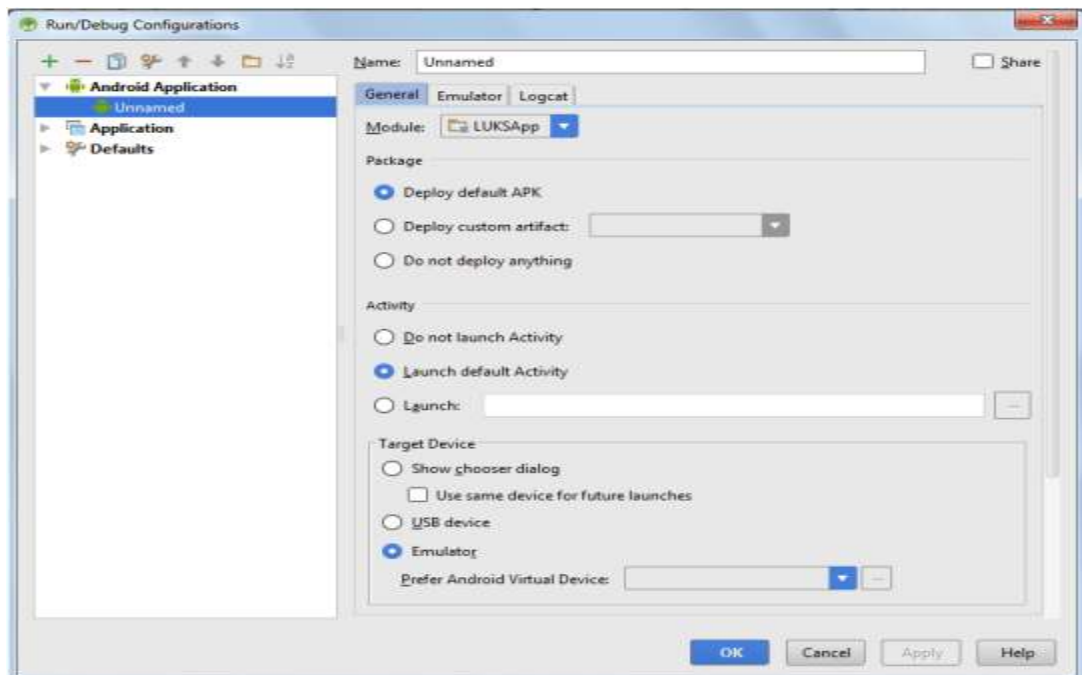 Run/Debug Configurations
Name: Unnamed
Share
Android Application
Unnamed
Application
Defaults
General Emulator Logcat
Module: LUKSApp
Package
Deploy default APK
Deploy custom artifact:
Do not deploy anything
Activity
Do not launch Activity
Launch default Activity
Launch:
Target Device
Show chooser dialog
Use same device for future launches
USB device
Emulator
Prefer Android Virtual Device:
OK Cancel Apply Help